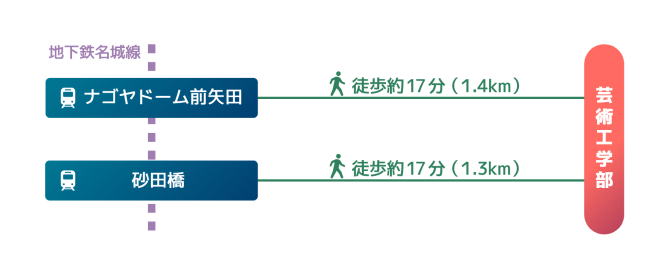 地下鉄名城線
ナゴヤドーム前矢田
徒歩約17分（1.4km）
砂田橋
徒歩約17分（1.3km）
芸術工学部